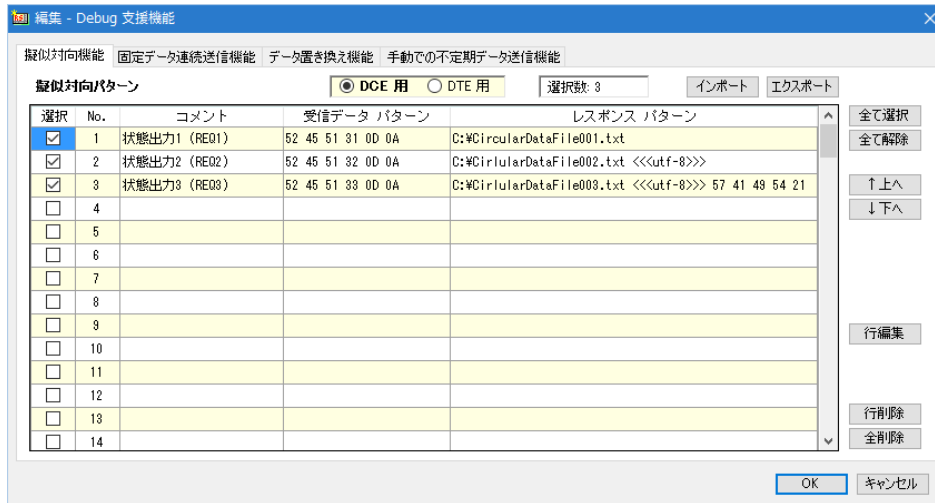 編集 - Debug 支援機能
擬似対向機能 固定データ連続送信機能 データ置き換え機能 手動での不定期データ送信機能
擬似対向パターン DCE 用 DTE 用 選択数: 3 インポート エクスポート
選択 No. コメント 受信データ パターン レスポンス パターン 全て選択
1 状態出力1 (REQ1) 52 45 51 31 0D 0A C:¥CircularDataFile001.txt 全て解除
2 状態出力2 (REQ2) 52 45 51 32 0D 0A C:¥CirlularDataFile002.txt <<<utf-8>>>
3 状態出力3 (REQ3) 52 45 51 33 0D 0A C:¥CirlularDataFile003.txt <<<utf-8>>> 57 41 49 54 21 ↑上へ
4 ↓下へ
5
6
7
8
9 行編集
10
11
12
13 行削除
14 全削除
OK キャンセル